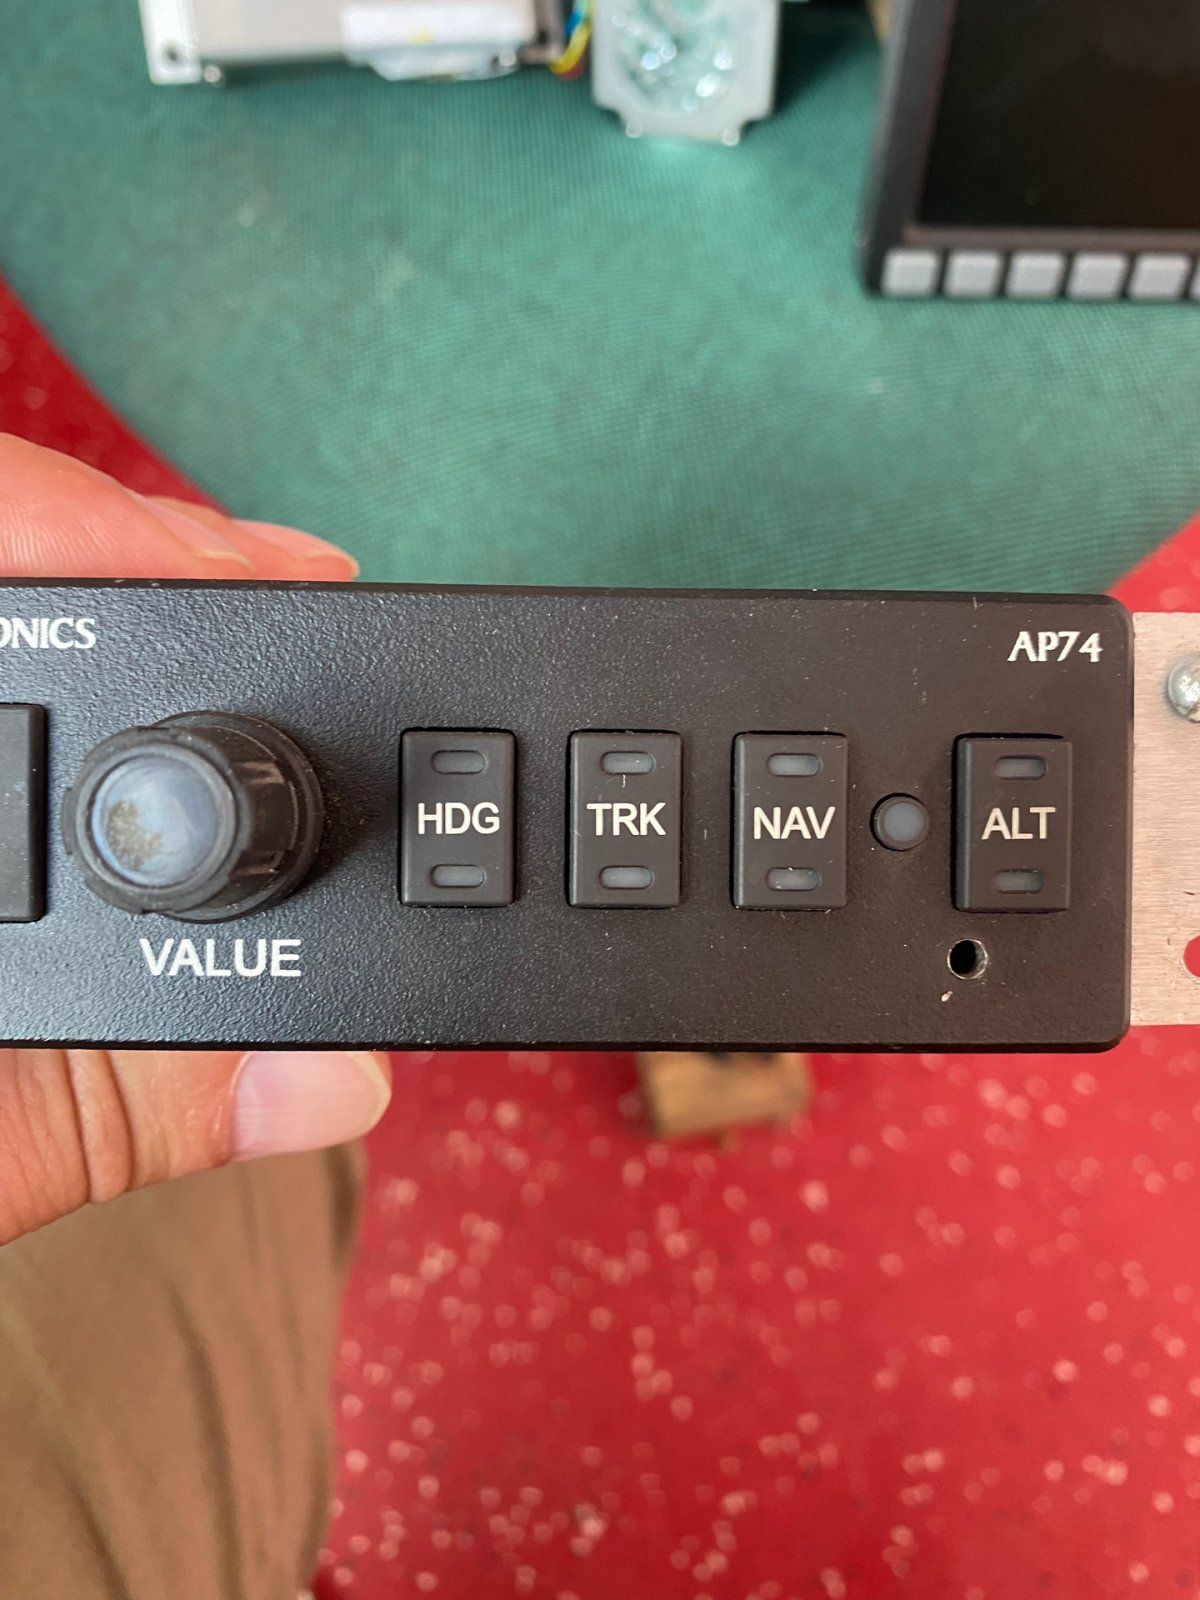 ONICS
AP74
HDG
TRK
NAV
ALT
VALUE